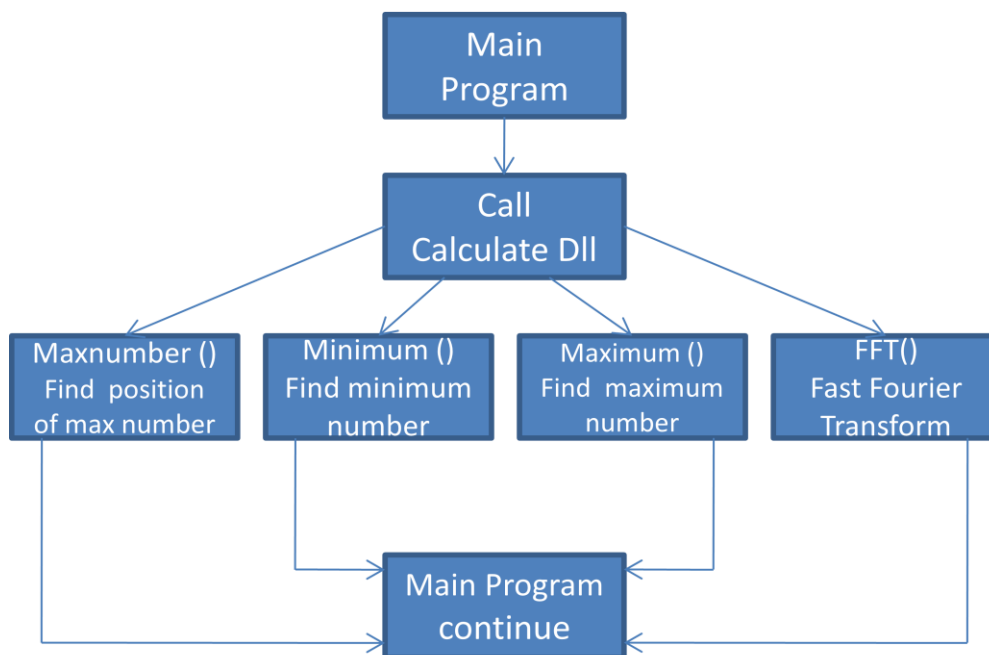 Main
Program
Call
Calculate Dll
Maxnumber ()
Find position
of max number
Minimum ()
Find minimum
number
Maximum ()
Find maximum
number
FFT()
Fast Fourier
Transform
Main Program
continue